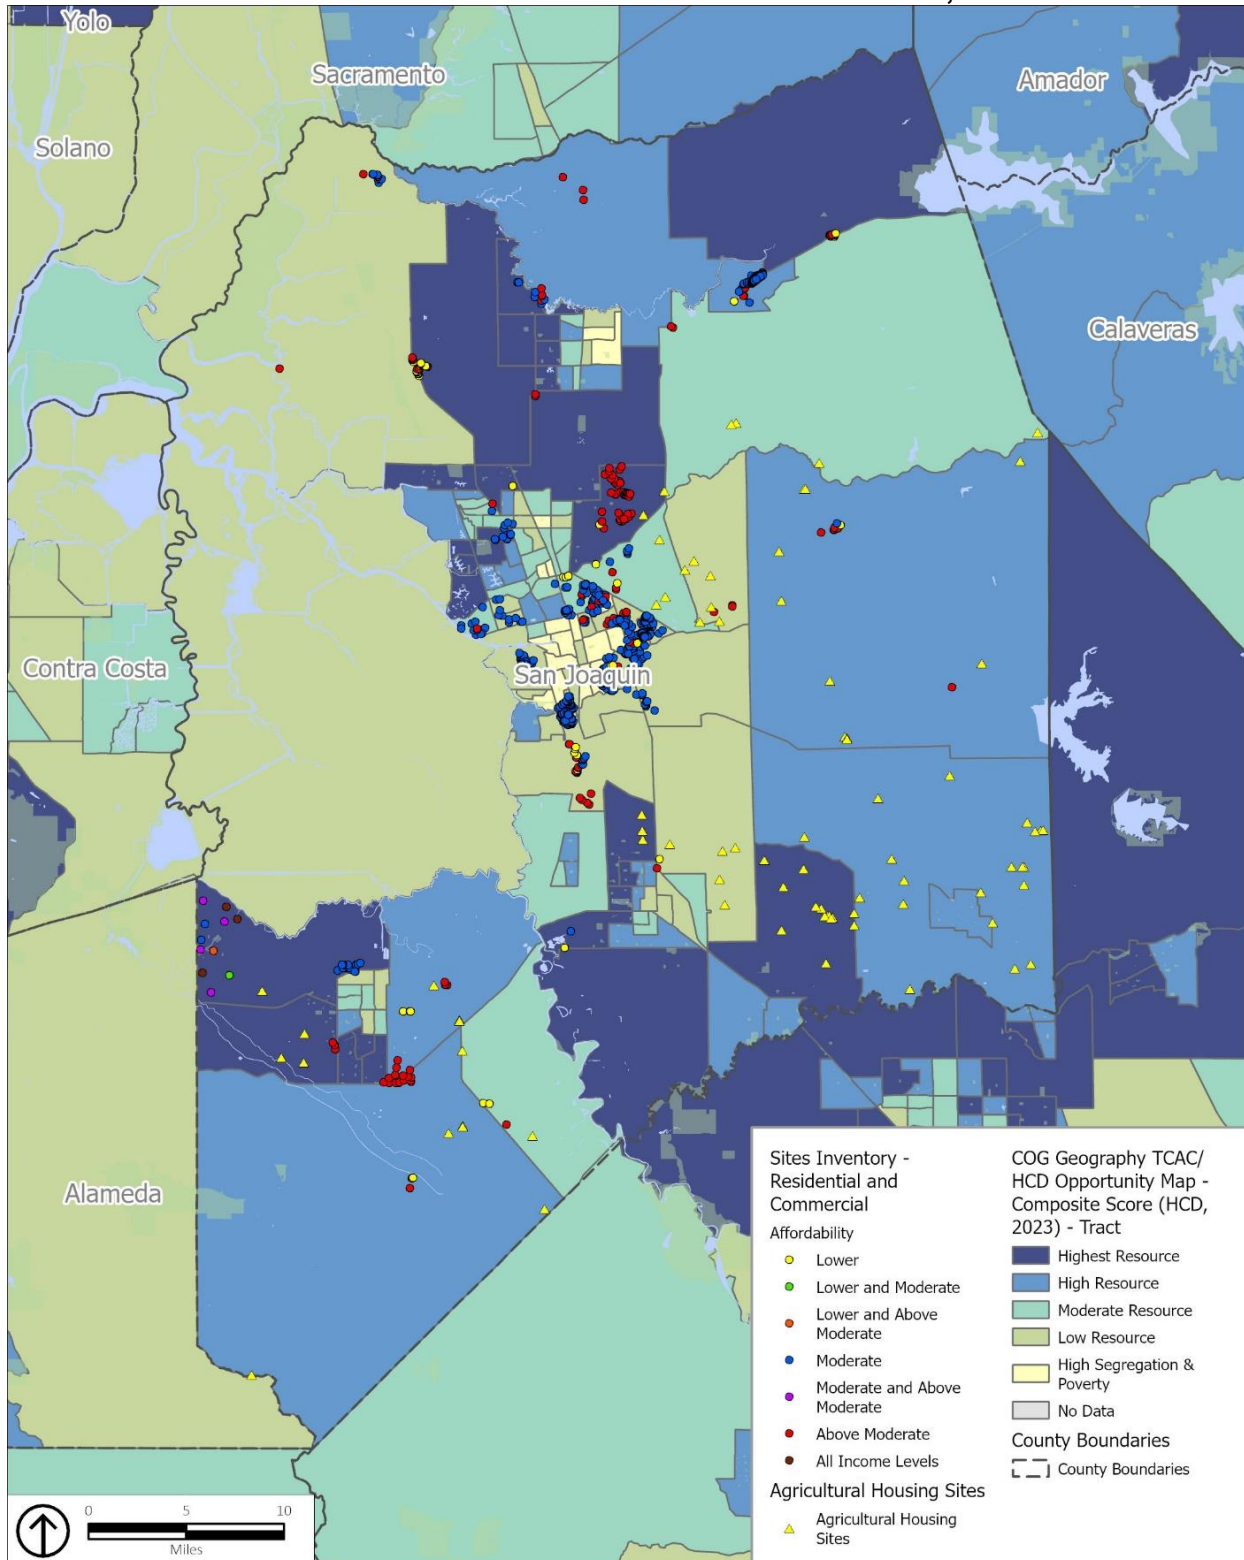 Yolo
Sacramento
Amador
Solano
Calaveras
Contra Costa
San Joaquin
Alameda
Sites Inventory -
Residential and
Commercial
Affordability
Lower
Lower and Moderate
Lower and Above
Moderate
Moderate
Moderate and Above
Moderate
Above Moderate
All Income Levels
Agricultural Housing Sites
Agricultural Housing
Sites
COG Geography TCAC/
HCD Opportunity Map -
Composite Score (HCD,
2023) - Tract
Highest Resource
High Resource
Moderate Resource
Low Resource
High Segregation &
Poverty
No Data
County Boundaries
County Boundaries
0 5 10
Miles